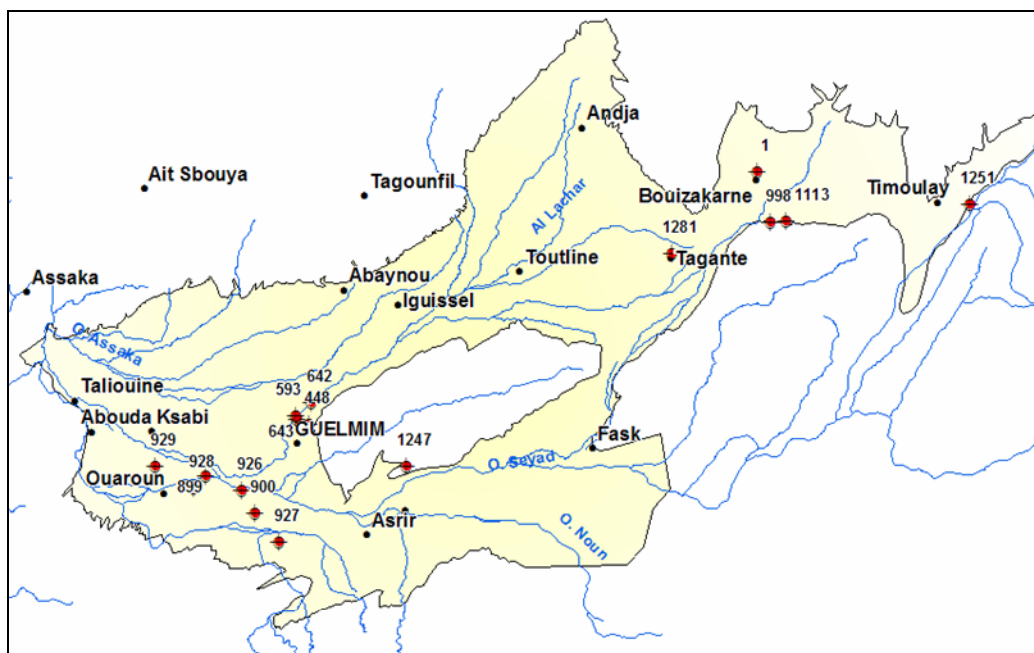 Andja
1
Ait Sbouya
Tagounfil
Bouizakarne
Timoulay
1251
998
1113
Al Lachar
1281
Tagante
Toutline
Assaka
Abaynou
Iguissel
O. Assaka
642
593
448
Taliouine
Abouda Ksabi
643
GUELMIM
929
1247
Fask
O. Seyad
928
926
Ouaroun
899
900
927
Asrir
O. Noun